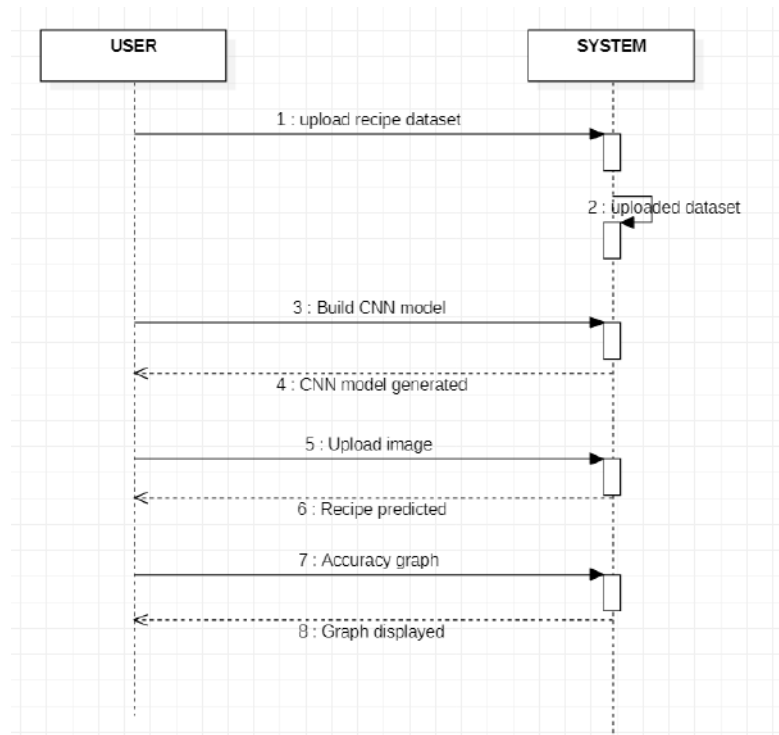 USER
SYSTEM
1 : upload recipe dataset
2 : uploaded dataset
3 : Build CNN model
4 : CNN model generated
5 : Upload image
6 : Recipe predicted
7 : Accuracy graph
8 : Graph displayed